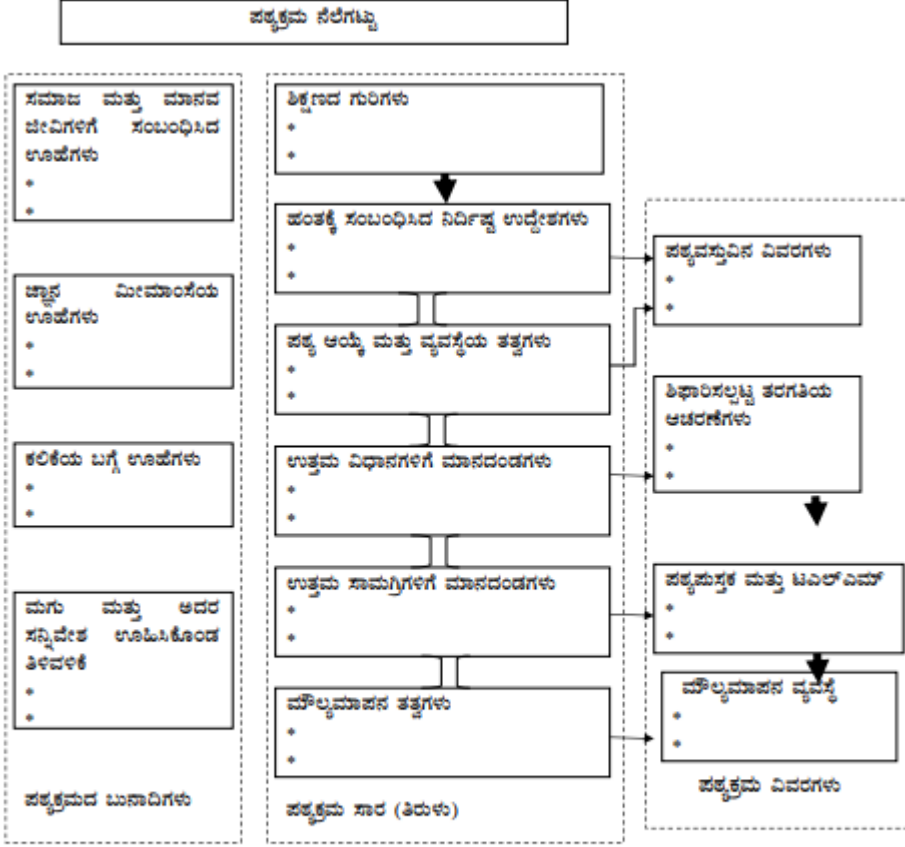 ಪಠ್ಯಕ್ರಮ ನೆಲೆಗಟ್ಟು
ಸಮಾಜ ಮತ್ತು ಮಾನವ
ಜೀವಿಗಳಿಗೆ ಸಂಬಂಧಿಸಿದ
ಊಹೆಗಳು
*
*
ಜ್ಞಾನ ಮೀಮಾಂಸೆಯ
ಊಹೆಗಳು
*
*
ಕಲಿಕೆಯ ಬಗ್ಗೆ ಊಹೆಗಳು
*
*
ಮಗು ಮತ್ತು ಅದರ
ಸನ್ನಿವೇಶ ಊಹಿಸಿಕೊಂಡ
ತಿಳಿವಳಿಕೆ
*
*
ಪಠ್ಯಕ್ರಮದ ಬುನಾದಿಗಳು
ಶಿಕ್ಷಣದ ಗುರಿಗಳು
*
*
ಹಂತಕ್ಕೆ ಸಂಬಂಧಿಸಿದ ನಿರ್ದಿಷ್ಟ ಉದ್ದೇಶಗಳು
*
*
ಪಠ್ಯ ಆಯ್ಕೆ ಮತ್ತು ವ್ಯವಸ್ಥೆಯ ತತ್ವಗಳು
*
*
ಉತ್ತಮ ವಿಧಾನಗಳಿಗೆ ಮಾನದಂಡಗಳು
*
*
ಉತ್ತಮ ಸಾಮಗ್ರಿಗಳಿಗೆ ಮಾನದಂಡಗಳು
*
*
ಮೌಲ್ಯಮಾಪನ ತತ್ವಗಳು
*
*
ಪಠ್ಯಕ್ರಮ ಸಾರ (ತಿರುಳು)
ಪಠ್ಯವಸ್ತುವಿನ ವಿವರಗಳು
*
*
ಶಿಫಾರಿಸಲ್ಪಟ್ಟ ತರಗತಿಯ
ಆಚರಣೆಗಳು
*
*
ಪಠ್ಯಪುಸ್ತಕ ಮತ್ತು ಟಿಎಲ್‌ಎಮ್
*
*
ಮೌಲ್ಯಮಾಪನ ವ್ಯವಸ್ಥೆ
*
*
ಪಠ್ಯಕ್ರಮ ವಿವರಗಳು